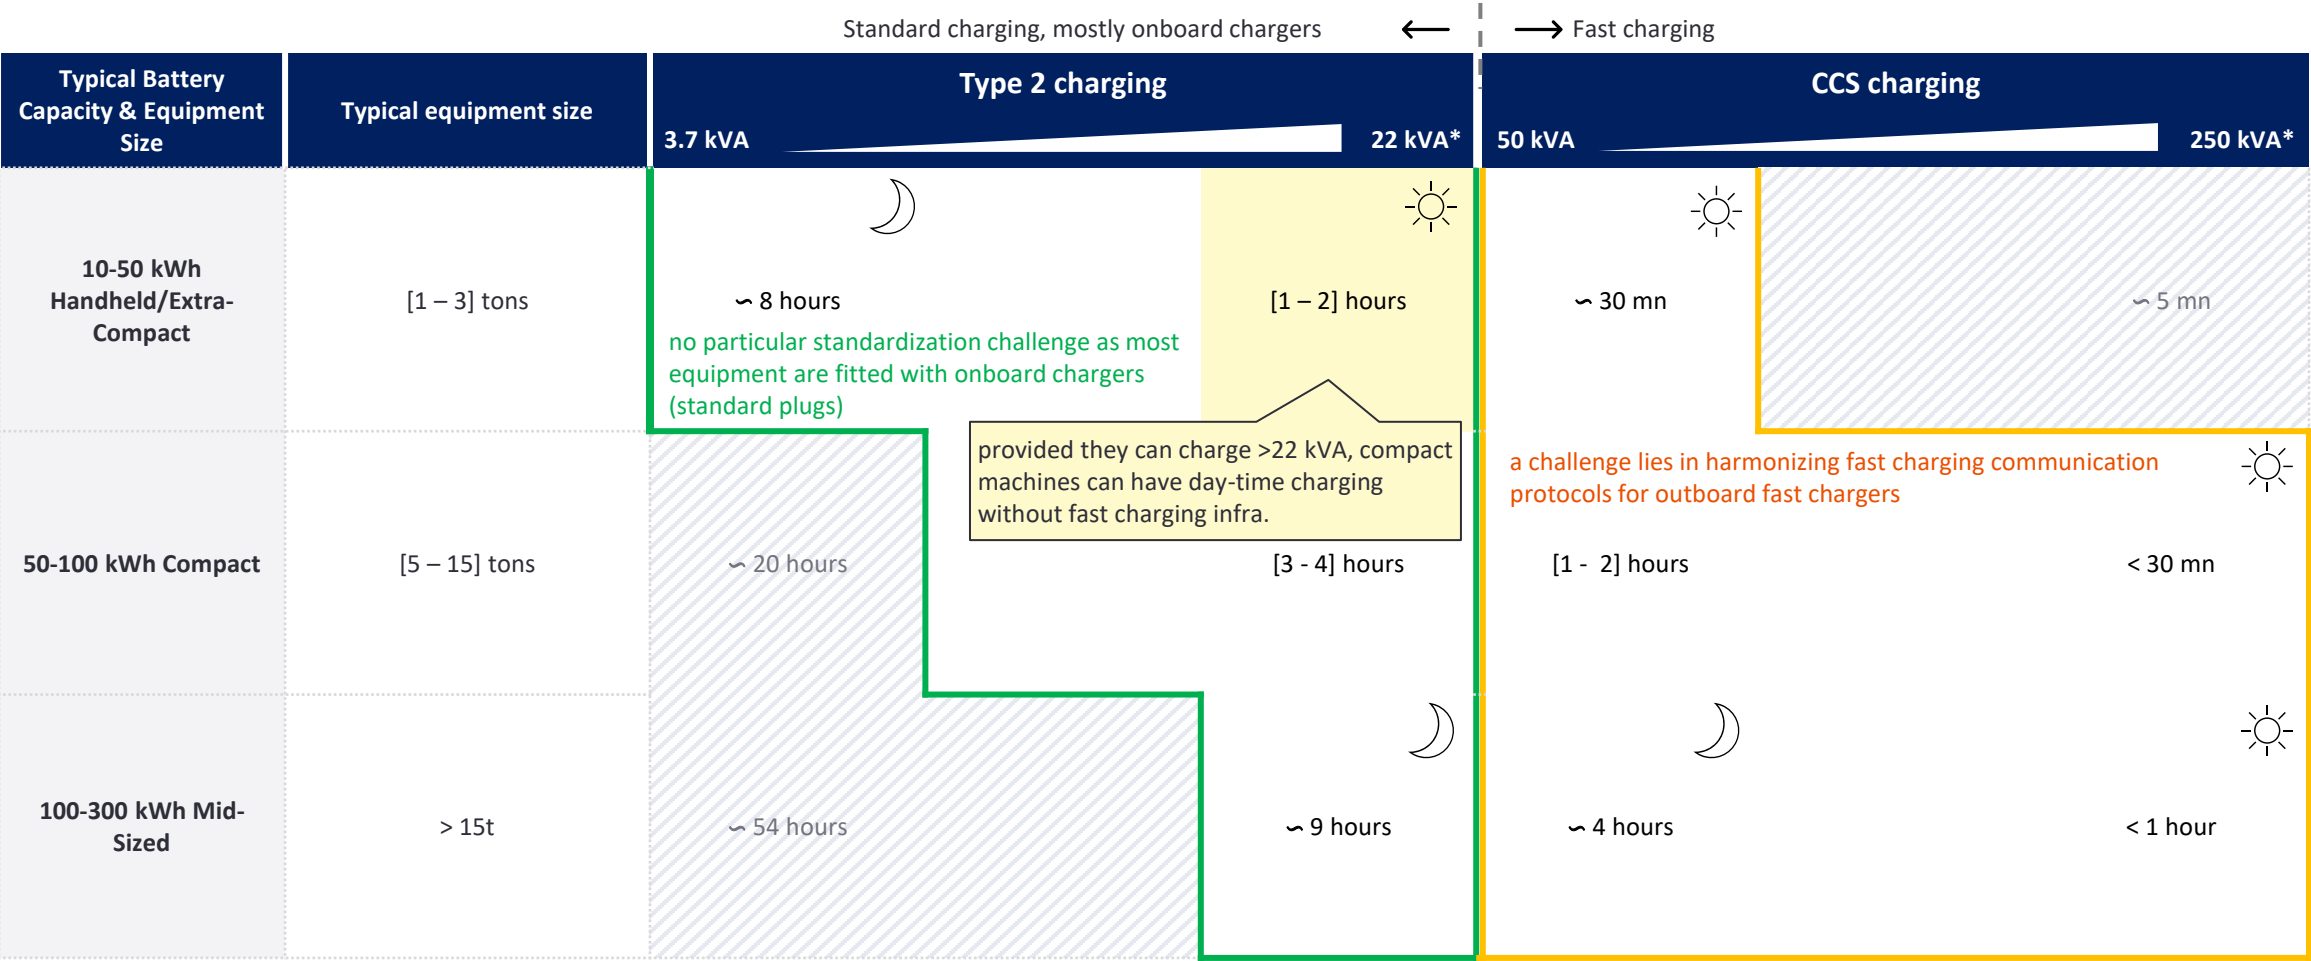 Standard charging, mostly onboard chargers
Fast charging
Typical Battery
Capacity & Equipment
Size
Typical equipment size
Type 2 charging
3.7 kVA
22 kVA*
CCS charging
50 kVA
250 kVA*
10-50 kWh
Handheld/Extra-
Compact
[1 – 3] tons
~ 8 hours
[1 – 2] hours
~ 30 mn
~ 5 mn
no particular standardization challenge as most
equipment are fitted with onboard chargers
(standard plugs)
provided they can charge >22 kVA, compact
machines can have day-time charging
without fast charging infra.
a challenge lies in harmonizing fast charging communication
protocols for outboard fast chargers
50-100 kWh Compact
[5 – 15] tons
~ 20 hours
[3 - 4] hours
[1 - 2] hours
< 30 mn
100-300 kWh Mid-
Sized
> 15t
~ 54 hours
~ 9 hours
~ 4 hours
< 1 hour